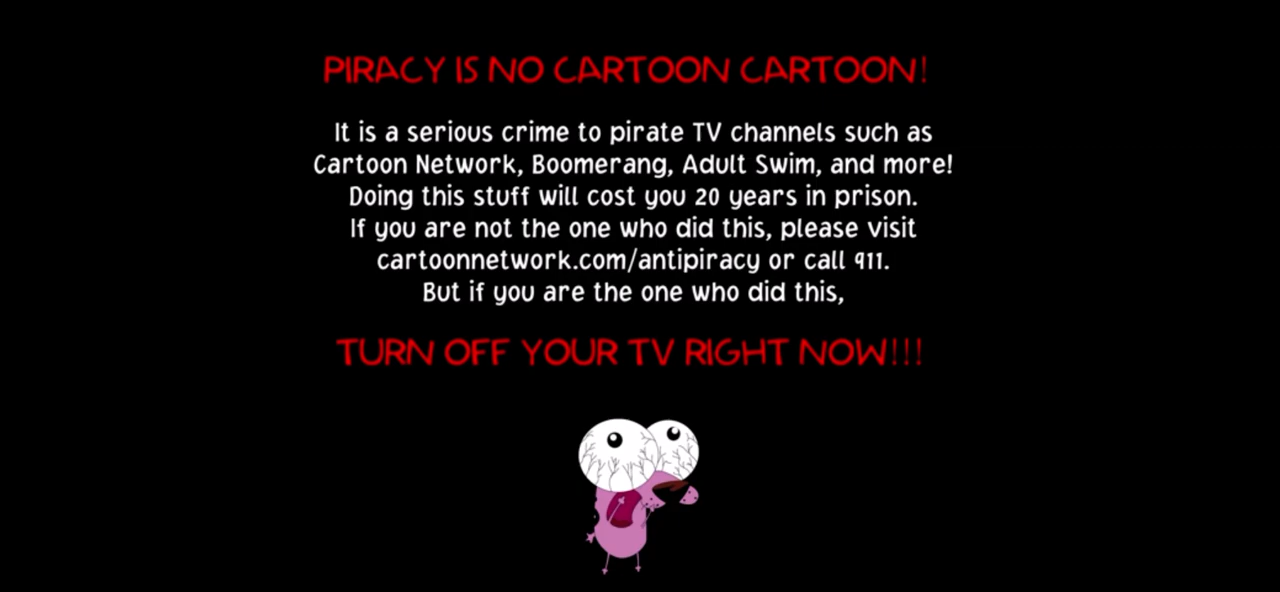 PIRACY IS NO CARTOON CARTOON!
It is a serious crime to pirate TV channels such as
Cartoon Network, Boomerang, Adult Swim, and more!
Doing this stuff will cost you 20 years in prison.
If you are not the one who did this, please visit
cartoonnetwork.com/antipiracy or call 911.
But if you are the one who did this,
TURN OFF YOUR TV RIGHT NOW!!!